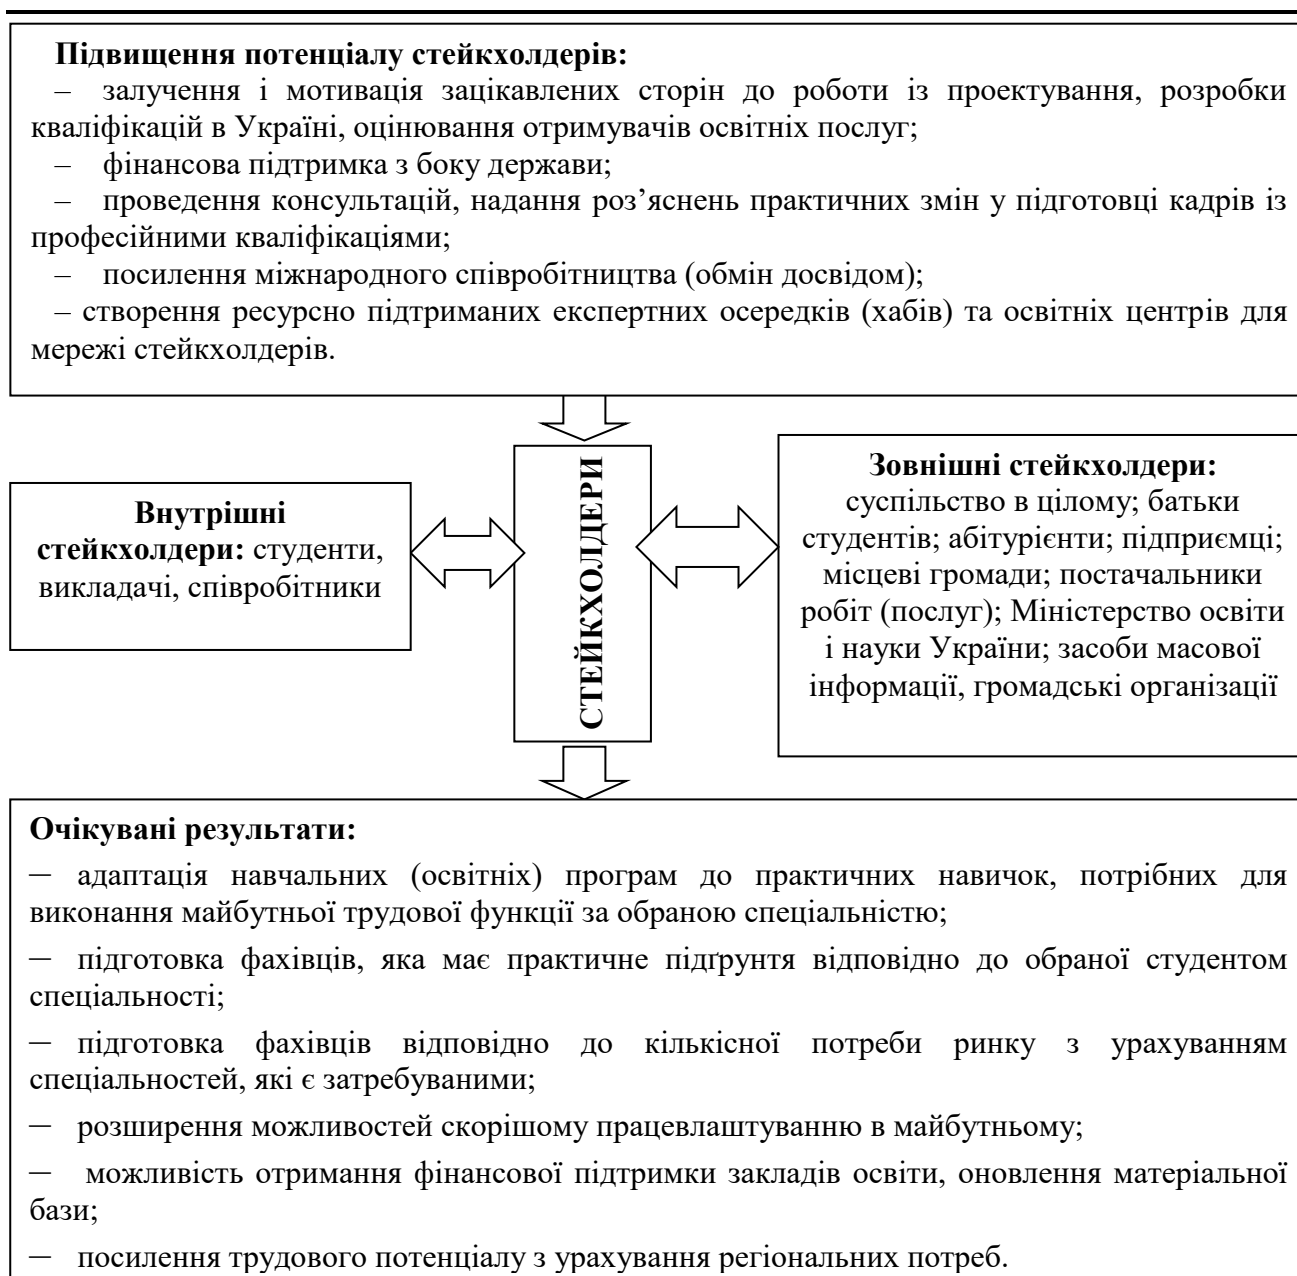 Підвищення потенціалу стейкхолдерів:
– залучення і мотивація зацікавлених сторін до роботи із проектування, розробки
кваліфікацій в Україні, оцінювання отримувачів освітніх послуг;
– фінансова підтримка з боку держави;
– проведення консультацій, надання роз’яснень практичних змін у підготовці кадрів із
професійними кваліфікаціями;
– посилення міжнародного співробітництва (обмін досвідом);
– створення ресурсно підтриманих експертних осередків (хабів) та освітніх центрів для
мережі стейкхолдерів.
Внутрішні
стейкхолдери: студенти,
викладачі, співробітники
СТЕЙКХОЛДЕРИ
Зовнішні стейкхолдери:
суспільство в цілому; батьки
студентів; абітурієнти; підприємці;
місцеві громади; постачальники
робіт (послуг); Міністерство освіти
і науки України; засоби масової
інформації, громадські організації
Очікувані результати:
— адаптація навчальних (освітніх) програм до практичних навичок, потрібних для
виконання майбутньої трудової функції за обраною спеціальністю;
— підготовка фахівців, яка має практичне підґрунтя відповідно до обраної студентом
спеціальності;
— підготовка фахівців відповідно до кількісної потреби ринку з урахуванням
спеціальностей, які є затребуваними;
— розширення можливостей скорішому працевлаштуванню в майбутньому;
— можливість отримання фінансової підтримки закладів освіти, оновлення матеріальної
бази;
— посилення трудового потенціалу з урахування регіональних потреб.